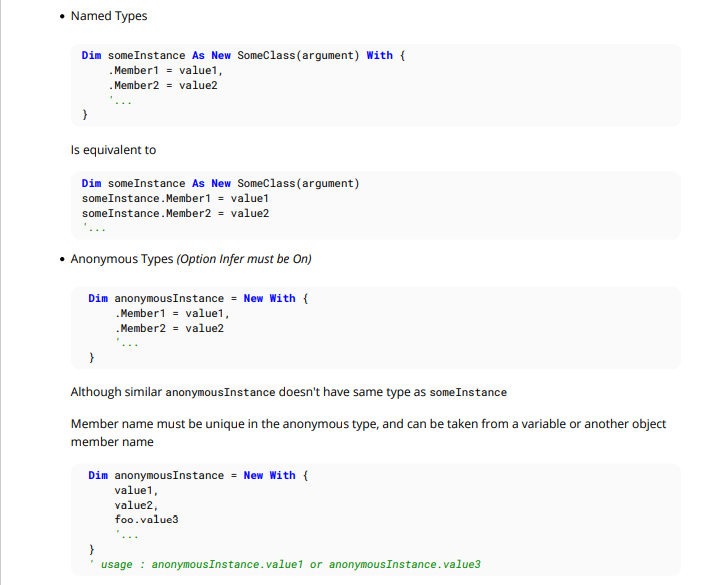 • Named Types
Dim someInstance As New SomeClass(argument) With {
.Member1 = value1,
.Member2 = value2
'...
}
Is equivalent to
Dim someInstance As New SomeClass(argument)
someInstance.Member1 = value1
someInstance.Member2 = value2
'...
• Anonymous Types (Option Infer must be On)
Dim anonymousInstance = New With {
.Member1 = value1,
.Member2 = value2
'...
}
Although similar anonymousInstance doesn't have same type as someInstance
Member name must be unique in the anonymous type, and can be taken from a variable or another object
member name
Dim anonymousInstance = New With {
value1,
value2,
foo.value3
'...
}
' usage : anonymousInstance.value1 or anonymousInstance.value3